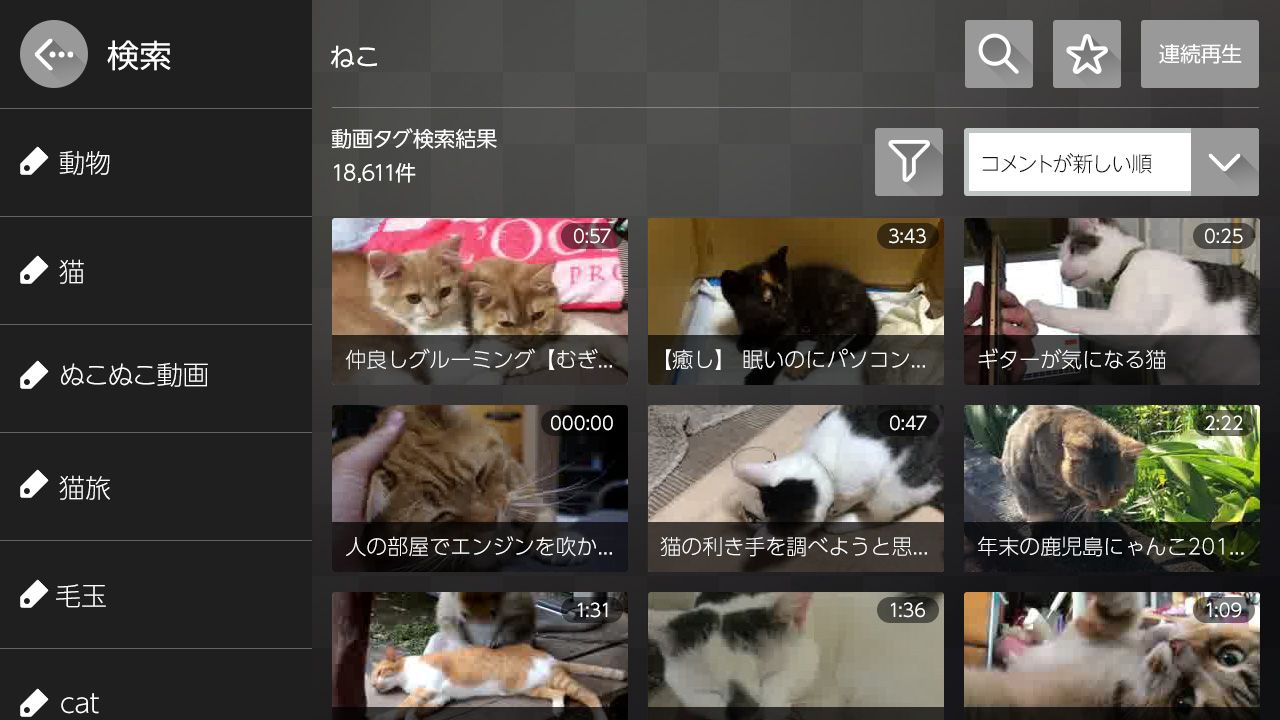 検索
ねこ
連続再生
動画タグ検索結果
18,611件
コメントが新しい順
動物
猫
ぬこぬこ動画
猫旅
毛玉
cat
0:57
仲良しグルーミング【むぎ...
3:43
【癒し】 眠いのにパソコン...
0:25
ギターが気になる猫
000:00
人の部屋でエンジンを吹か...
0:47
猫の利き手を調べようと思...
2:22
年末の鹿児島にゃんこ201...
1:31
1:36
1:09